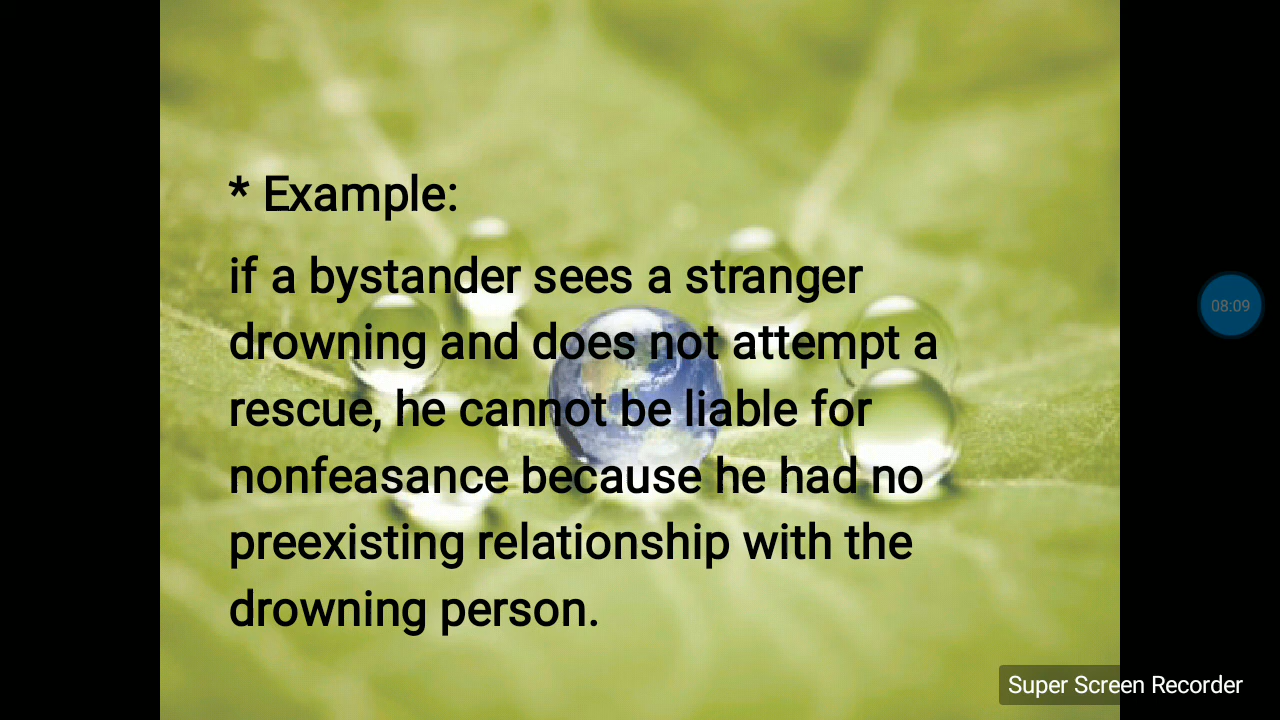 * Example:
if a bystander sees a stranger
drowning and does not attempt a
rescue, he cannot be liable for
nonfeasance because he had no
preexisting relationship with the
drowning person.
08:09
Super Screen Recorder